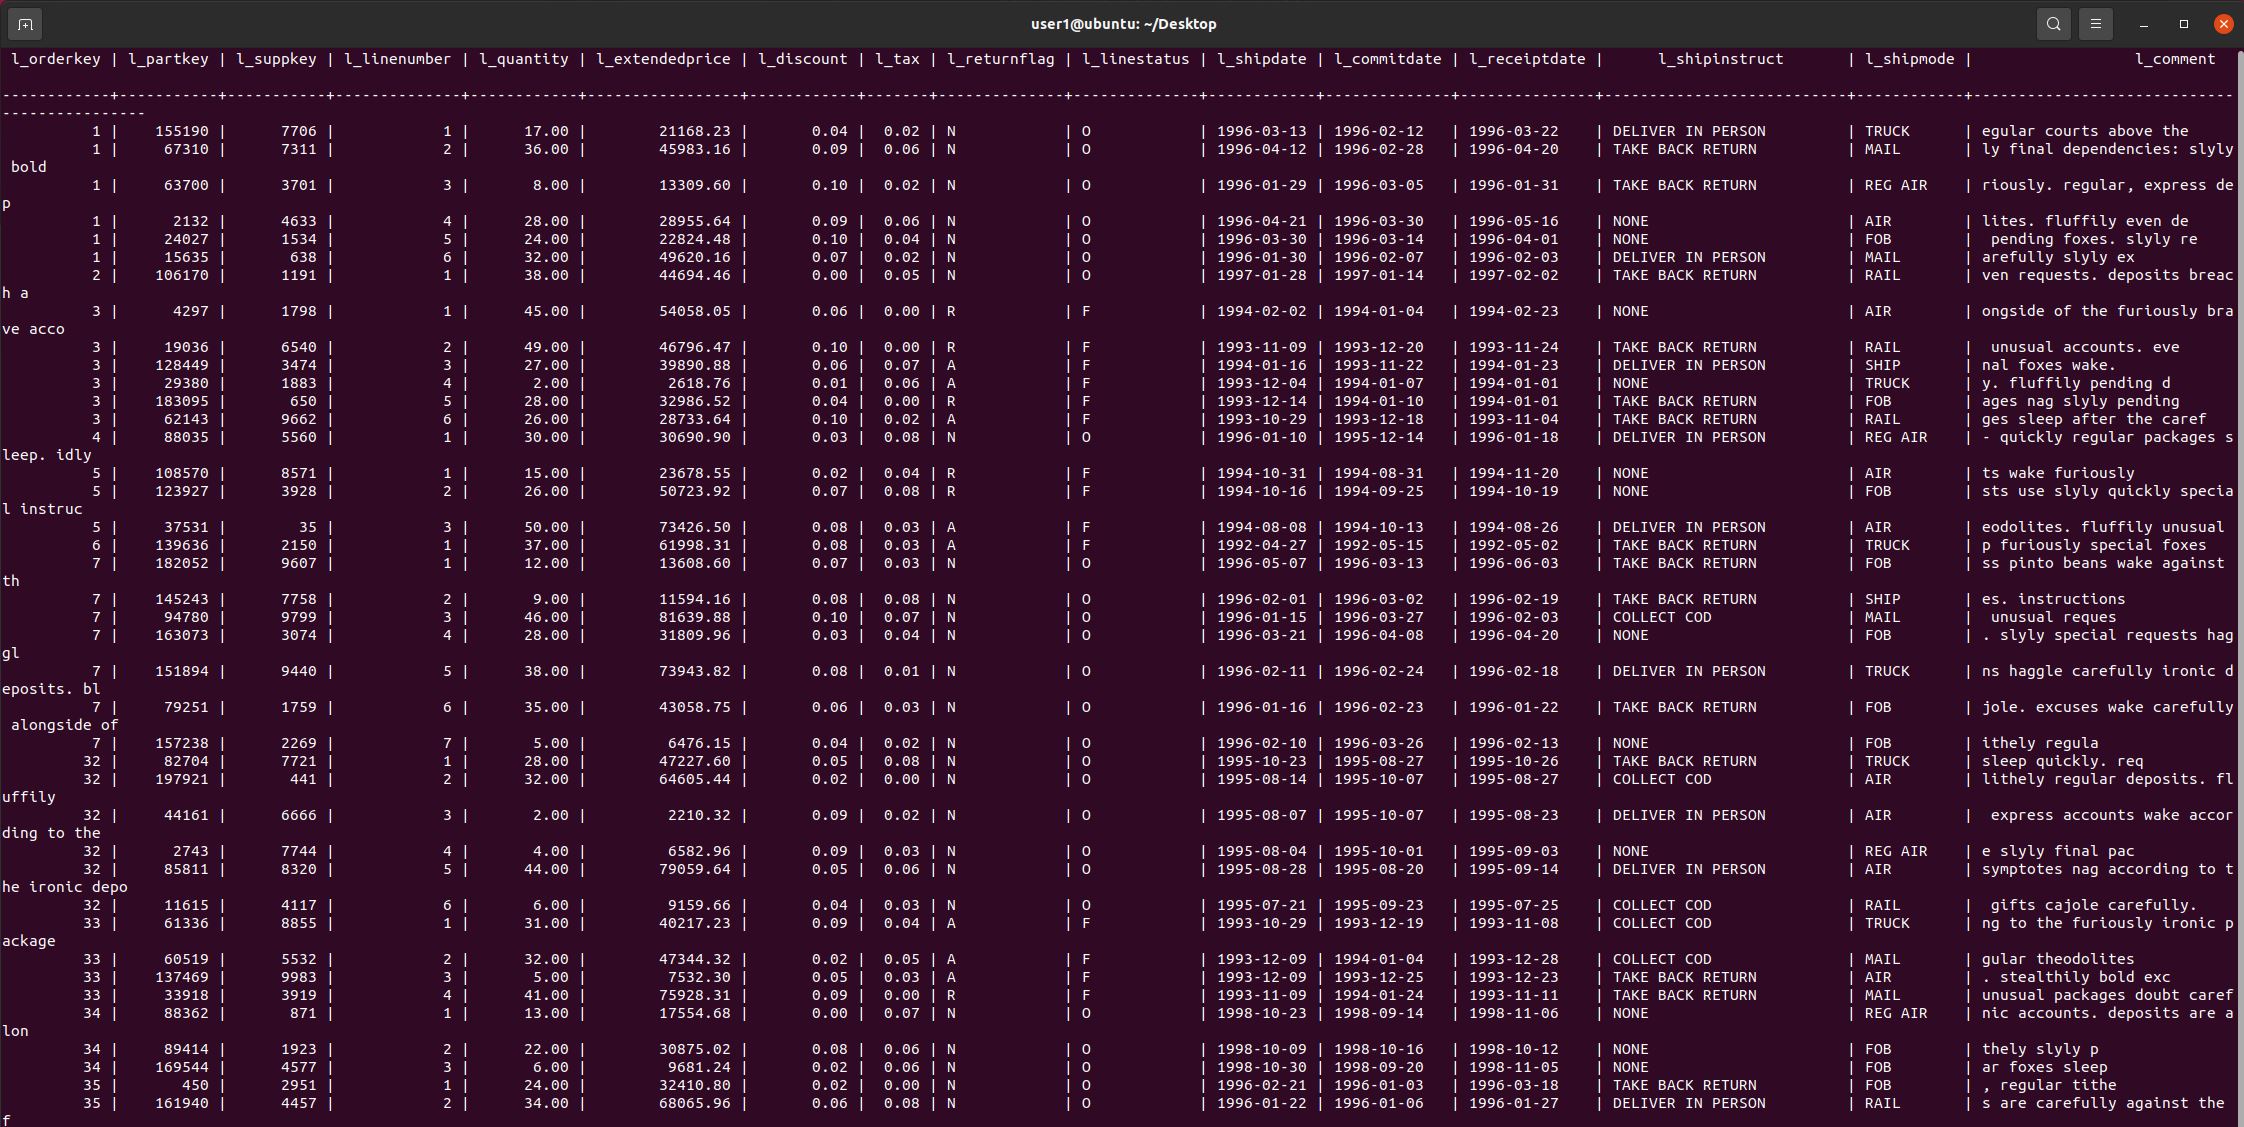 user1@ubuntu: ~/Desktop
l_orderkey | l_partkey | l_suppkey | l_linenumber | l_quantity | l_extendedprice | l_discount | l_tax | l_returnflag | l_linestatus | l_shipdate | l_commitdate | l_receiptdate | l_shipinstruct | l_shipmode | l_comment
------------+-----------+-----------+--------------+------------+-----------------+------------+-------+--------------+--------------+------------+--------------+---------------+---------------------------+------------+-----------------------------
----------------
1 | 155190 | 7706 | 1 | 17.00 | 21168.23 | 0.04 | 0.02 | N | O | 1996-03-13 | 1996-02-12 | 1996-03-22 | DELIVER IN PERSON | TRUCK | egular courts above the
1 | 67310 | 7311 | 2 | 36.00 | 45983.16 | 0.09 | 0.06 | N | O | 1996-04-12 | 1996-02-28 | 1996-04-20 | TAKE BACK RETURN | MAIL | ly final dependencies: slyly
bold
1 | 63700 | 3701 | 3 | 8.00 | 13309.60 | 0.10 | 0.02 | N | O | 1996-01-29 | 1996-03-05 | 1996-01-31 | TAKE BACK RETURN | REG AIR | riously. regular, express de
p
1 | 2132 | 4633 | 4 | 28.00 | 28955.64 | 0.09 | 0.06 | N | O | 1996-04-21 | 1996-03-30 | 1996-05-16 | NONE | AIR | lites. fluffily even de
1 | 24027 | 1534 | 5 | 24.00 | 22824.48 | 0.10 | 0.04 | N | O | 1996-03-30 | 1996-03-14 | 1996-04-01 | NONE | FOB | pending foxes. slyly re
1 | 15635 | 638 | 6 | 32.00 | 49620.16 | 0.07 | 0.02 | N | O | 1996-01-30 | 1996-02-07 | 1996-02-03 | DELIVER IN PERSON | MAIL | arefully slyly ex
2 | 106170 | 1191 | 1 | 38.00 | 44694.46 | 0.00 | 0.05 | N | O | 1997-01-28 | 1997-01-14 | 1997-02-02 | TAKE BACK RETURN | RAIL | ven requests. deposits breac
h a
3 | 4297 | 1798 | 1 | 45.00 | 54058.05 | 0.06 | 0.00 | R | F | 1994-02-02 | 1994-01-04 | 1994-02-23 | NONE | AIR | ongside of the furiously bra
ve acco
3 | 19036 | 6540 | 2 | 49.00 | 46796.47 | 0.10 | 0.00 | R | F | 1993-11-09 | 1993-12-20 | 1993-11-24 | TAKE BACK RETURN | RAIL | unusual accounts. eve
3 | 128449 | 3474 | 3 | 27.00 | 39890.88 | 0.06 | 0.07 | A | F | 1994-01-16 | 1993-11-22 | 1994-01-23 | DELIVER IN PERSON | SHIP | nal foxes wake.
3 | 29380 | 1883 | 4 | 2.00 | 2618.76 | 0.01 | 0.06 | A | F | 1993-12-04 | 1994-01-07 | 1994-01-01 | NONE | TRUCK | y. fluffily pending d
3 | 183095 | 650 | 5 | 28.00 | 32986.52 | 0.04 | 0.00 | R | F | 1993-12-14 | 1994-01-10 | 1994-01-01 | TAKE BACK RETURN | FOB | ages nag slyly pending
3 | 62143 | 9662 | 6 | 26.00 | 28733.64 | 0.10 | 0.02 | A | F | 1993-10-29 | 1993-12-18 | 1993-11-04 | TAKE BACK RETURN | RAIL | ges sleep after the caref
4 | 88035 | 5560 | 1 | 30.00 | 30690.90 | 0.03 | 0.08 | N | O | 1996-01-10 | 1995-12-14 | 1996-01-18 | DELIVER IN PERSON | REG AIR | - quickly regular packages s
leep. idly
5 | 108570 | 8571 | 1 | 15.00 | 23678.55 | 0.02 | 0.04 | R | F | 1994-10-31 | 1994-08-31 | 1994-11-20 | NONE | AIR | ts wake furiously
5 | 123927 | 3928 | 2 | 26.00 | 50723.92 | 0.07 | 0.08 | R | F | 1994-10-16 | 1994-09-25 | 1994-10-19 | NONE | FOB | sts use slyly quickly specia
l instruc
5 | 37531 | 35 | 3 | 50.00 | 73426.50 | 0.08 | 0.03 | A | F | 1994-08-08 | 1994-10-13 | 1994-08-26 | DELIVER IN PERSON | AIR | eodolites. fluffily unusual
6 | 139636 | 2150 | 1 | 37.00 | 61998.31 | 0.08 | 0.03 | A | F | 1992-04-27 | 1992-05-15 | 1992-05-02 | TAKE BACK RETURN | TRUCK | p furiously special foxes
7 | 182052 | 9607 | 1 | 12.00 | 13608.60 | 0.07 | 0.03 | N | O | 1996-05-07 | 1996-03-13 | 1996-06-03 | TAKE BACK RETURN | FOB | ss pinto beans wake against
th
7 | 145243 | 7758 | 2 | 9.00 | 11594.16 | 0.08 | 0.08 | N | O | 1996-02-01 | 1996-03-02 | 1996-02-19 | TAKE BACK RETURN | SHIP | es. instructions
7 | 94780 | 9799 | 3 | 46.00 | 81639.88 | 0.10 | 0.07 | N | O | 1996-01-15 | 1996-03-27 | 1996-02-03 | COLLECT COD | MAIL | unusual reques
7 | 163073 | 3074 | 4 | 28.00 | 31809.96 | 0.03 | 0.04 | N | O | 1996-03-21 | 1996-04-08 | 1996-04-20 | NONE | FOB | . slyly special requests hag
gl
7 | 151894 | 9440 | 5 | 38.00 | 73943.82 | 0.08 | 0.01 | N | O | 1996-02-11 | 1996-02-24 | 1996-02-18 | DELIVER IN PERSON | TRUCK | ns haggle carefully ironic d
eposits. bl
7 | 79251 | 1759 | 6 | 35.00 | 43058.75 | 0.06 | 0.03 | N | O | 1996-01-16 | 1996-02-23 | 1996-01-22 | TAKE BACK RETURN | FOB | jole. excuses wake carefully
alongside of
7 | 157238 | 2269 | 7 | 5.00 | 6476.15 | 0.04 | 0.02 | N | O | 1996-02-10 | 1996-03-26 | 1996-02-13 | NONE | FOB | ithely regula
32 | 82704 | 7721 | 1 | 28.00 | 47227.60 | 0.05 | 0.08 | N | O | 1995-10-23 | 1995-08-27 | 1995-10-26 | TAKE BACK RETURN | TRUCK | sleep quickly. req
32 | 197921 | 441 | 2 | 32.00 | 64605.44 | 0.02 | 0.00 | N | O | 1995-08-14 | 1995-10-07 | 1995-08-27 | COLLECT COD | AIR | lithely regular deposits. fl
uffily
32 | 44161 | 6666 | 3 | 2.00 | 2210.32 | 0.09 | 0.02 | N | O | 1995-08-07 | 1995-10-07 | 1995-08-23 | DELIVER IN PERSON | AIR | express accounts wake accor
ding to the
32 | 2743 | 7744 | 4 | 4.00 | 6582.96 | 0.09 | 0.03 | N | O | 1995-08-04 | 1995-10-01 | 1995-09-03 | NONE | REG AIR | e slyly final pac
32 | 85811 | 8320 | 5 | 44.00 | 79059.64 | 0.05 | 0.06 | N | O | 1995-08-28 | 1995-08-20 | 1995-09-14 | DELIVER IN PERSON | AIR | symptotes nag according to t
he ironic depo
32 | 11615 | 4117 | 6 | 6.00 | 9159.66 | 0.04 | 0.03 | N | O | 1995-07-21 | 1995-09-23 | 1995-07-25 | COLLECT COD | RAIL | gifts cajole carefully.
33 | 61336 | 8855 | 1 | 31.00 | 40217.23 | 0.09 | 0.04 | A | F | 1993-10-29 | 1993-12-19 | 1993-11-08 | COLLECT COD | TRUCK | ng to the furiously ironic p
ackage
33 | 60519 | 5532 | 2 | 32.00 | 47344.32 | 0.02 | 0.05 | A | F | 1993-12-09 | 1994-01-04 | 1993-12-28 | COLLECT COD | MAIL | gular theodolites
33 | 137469 | 9983 | 3 | 5.00 | 7532.30 | 0.05 | 0.03 | A | F | 1993-12-09 | 1993-12-25 | 1993-12-23 | TAKE BACK RETURN | AIR | . stealthily bold exc
33 | 33918 | 3919 | 4 | 41.00 | 75928.31 | 0.09 | 0.00 | R | F | 1993-11-09 | 1994-01-24 | 1993-11-11 | TAKE BACK RETURN | MAIL | unusual packages doubt caref
34 | 88362 | 871 | 1 | 13.00 | 17554.68 | 0.00 | 0.07 | N | O | 1998-10-23 | 1998-09-14 | 1998-11-06 | NONE | REG AIR | nic accounts. deposits are a
lon
34 | 89414 | 1923 | 2 | 22.00 | 30875.02 | 0.08 | 0.06 | N | O | 1998-10-09 | 1998-10-16 | 1998-10-12 | NONE | FOB | thely slyly p
34 | 169544 | 4577 | 3 | 6.00 | 9681.24 | 0.02 | 0.06 | N | O | 1998-10-30 | 1998-09-20 | 1998-11-05 | NONE | FOB | ar foxes sleep
35 | 450 | 2951 | 1 | 24.00 | 32410.80 | 0.02 | 0.00 | N | O | 1996-02-21 | 1996-01-03 | 1996-03-18 | TAKE BACK RETURN | FOB | , regular tithe
35 | 161940 | 4457 | 2 | 34.00 | 68065.96 | 0.06 | 0.08 | N | O | 1996-01-22 | 1996-01-06 | 1996-01-27 | DELIVER IN PERSON | RAIL | s are carefully against the
f